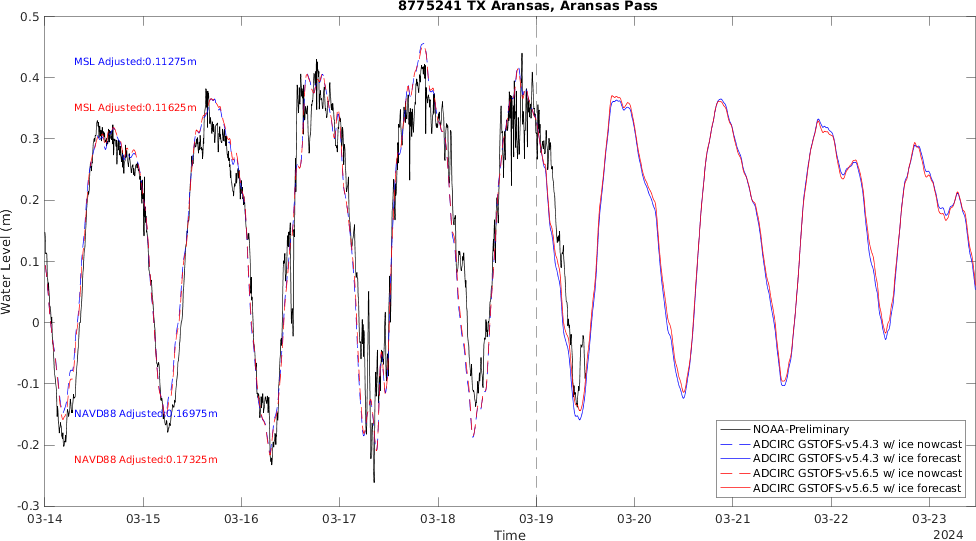 8775241 TX Aransas, Aransas Pass
0.5
0.4
0.3
0.2
0.1
0
-0.1
-0.2
-0.3
Water Level (m)
MSL Adjusted:0.11275m
MSL Adjusted:0.11625m
NAVD88 Adjusted:0.16975m
NAVD88 Adjusted:0.17325m
NOAA-Preliminary
ADCIRC GSTOFS-v5.4.3 w/ ice nowcast
ADCIRC GSTOFS-v5.4.3 w/ ice forecast
ADCIRC GSTOFS-v5.6.5 w/ ice nowcast
ADCIRC GSTOFS-v5.6.5 w/ ice forecast
03-14 03-15 03-16 03-17 03-18 03-19 03-20 03-21 03-22 03-23
Time
2024